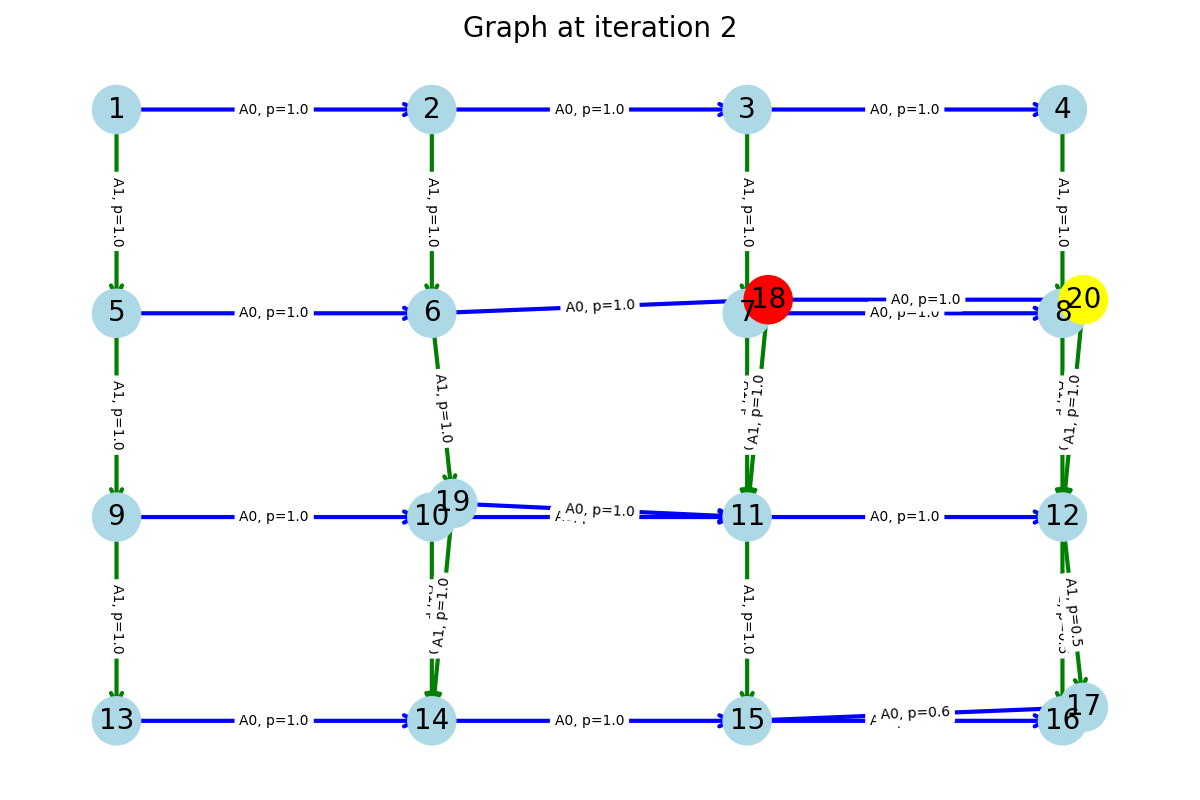 Graph at iteration 2
1 A0, p=1.0 2 A0, p=1.0 3 A0, p=1.0 4
A1, p=1.0 A1, p=1.0 A1, p=1.0 A1, p=1.0
18 A0, p=1.0 20
5 A0, p=1.0 6 A0, p=1.0 7 A0, p=1.0 8
A1, p=1.0 A1, p=1.0 A1, p=1.0 A1, p=1.0
19 A0, p=1.0
9 A0, p=1.0 10 11 A0, p=1.0 12
A1, p=1.0 A1, p=1.0 A1, p=1.0 A1, p=0.5
A0, p=0.6 17
13 A0, p=1.0 14 A0, p=1.0 15 16